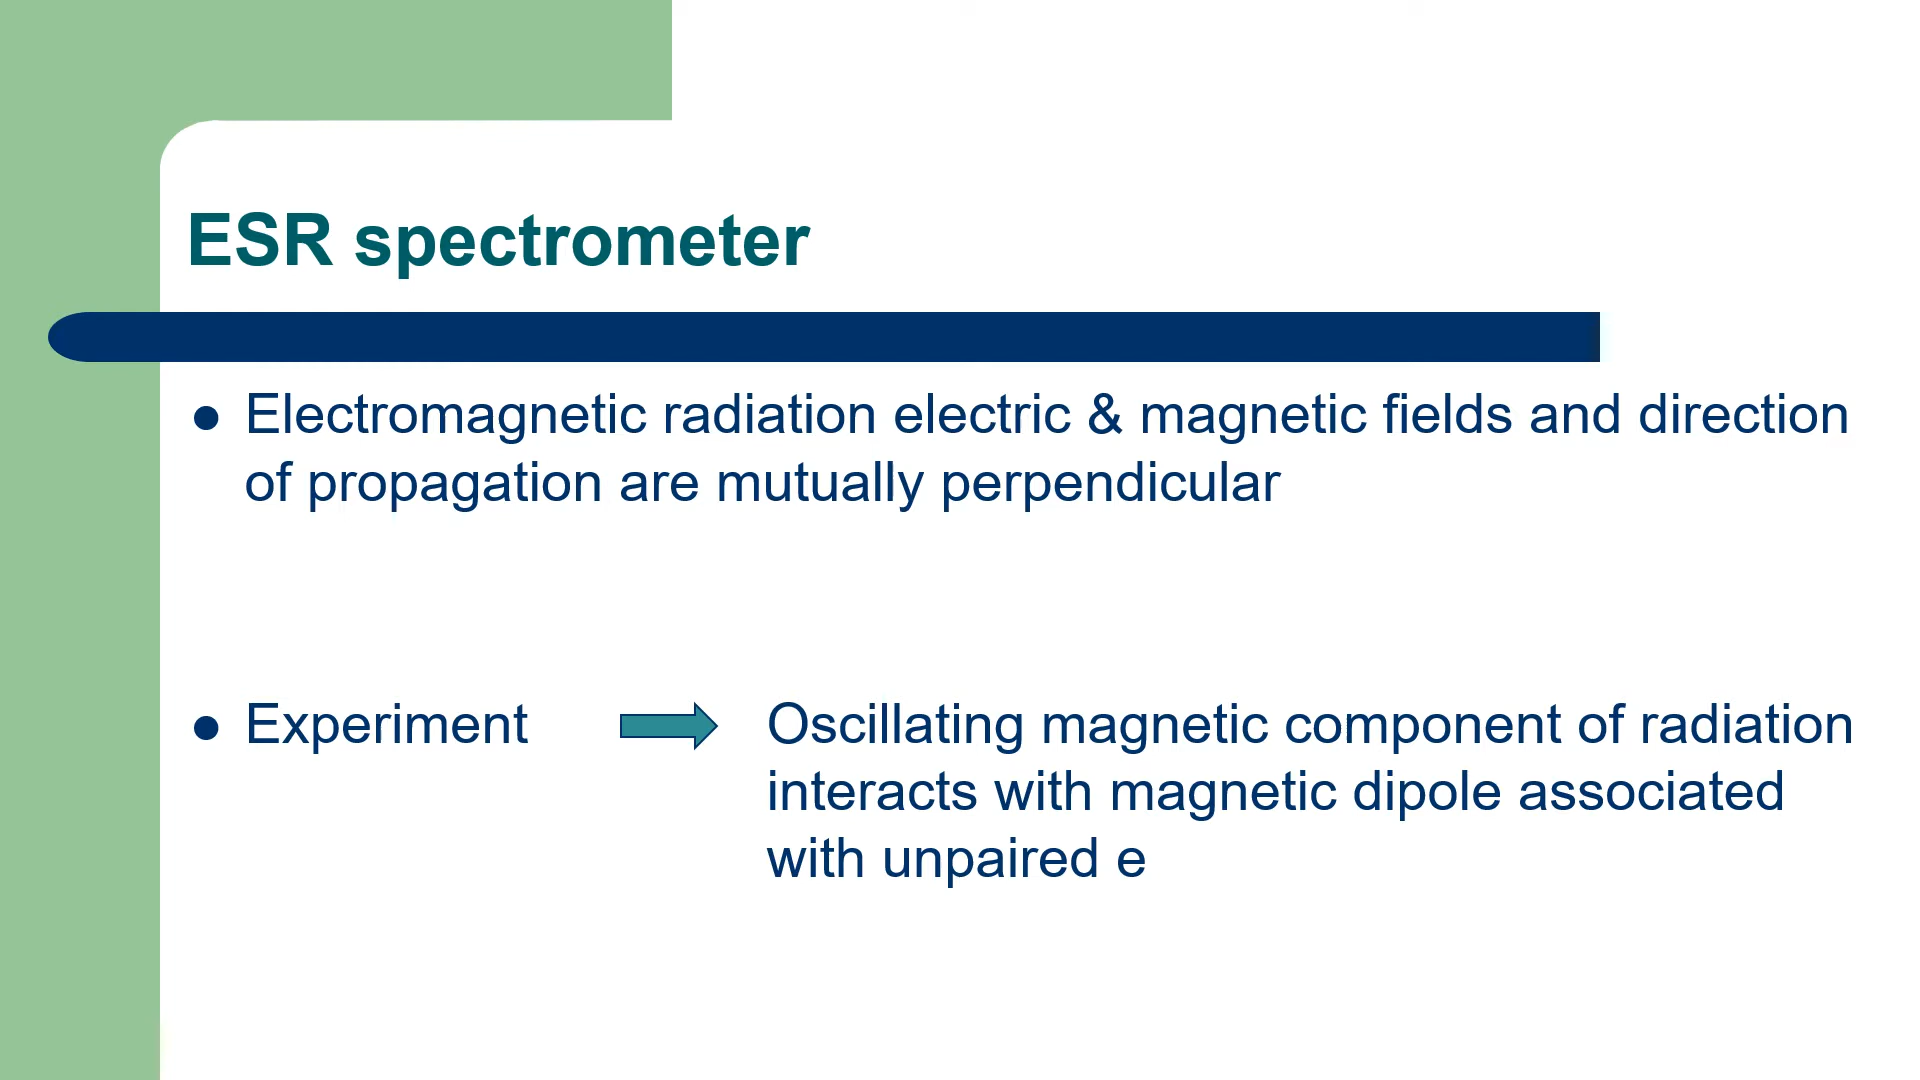 ESR spectrometer
Electromagnetic radiation electric & magnetic fields and direction
of propagation are mutually perpendicular
Experiment
Oscillating magnetic component of radiation
interacts with magnetic dipole associated
with unpaired e